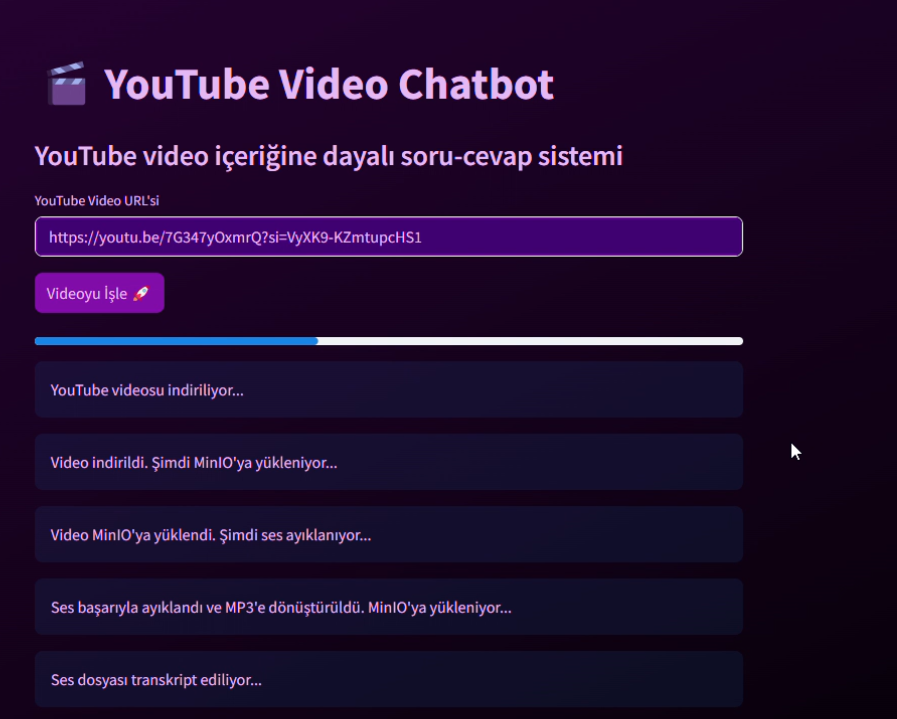 YouTube Video Chatbot
YouTube video içeriğine dayalı soru-cevap sistemi
YouTube Video URL'si
https://youtu.be/7G347yOxmrQ?si=VyXK9-KZmtupcHS1
Videoyu İşle 🚀
YouTube videosu indiriliyor...
Video indirildi. Şimdi MinIO'ya yükleniyor...
Video MinIO'ya yüklendi. Şimdi ses ayıklanıyor...
Ses başarıyla ayıklandı ve MP3'e dönüştürüldü. MinIO'ya yükleniyor...
Ses dosyası transkript ediliyor...